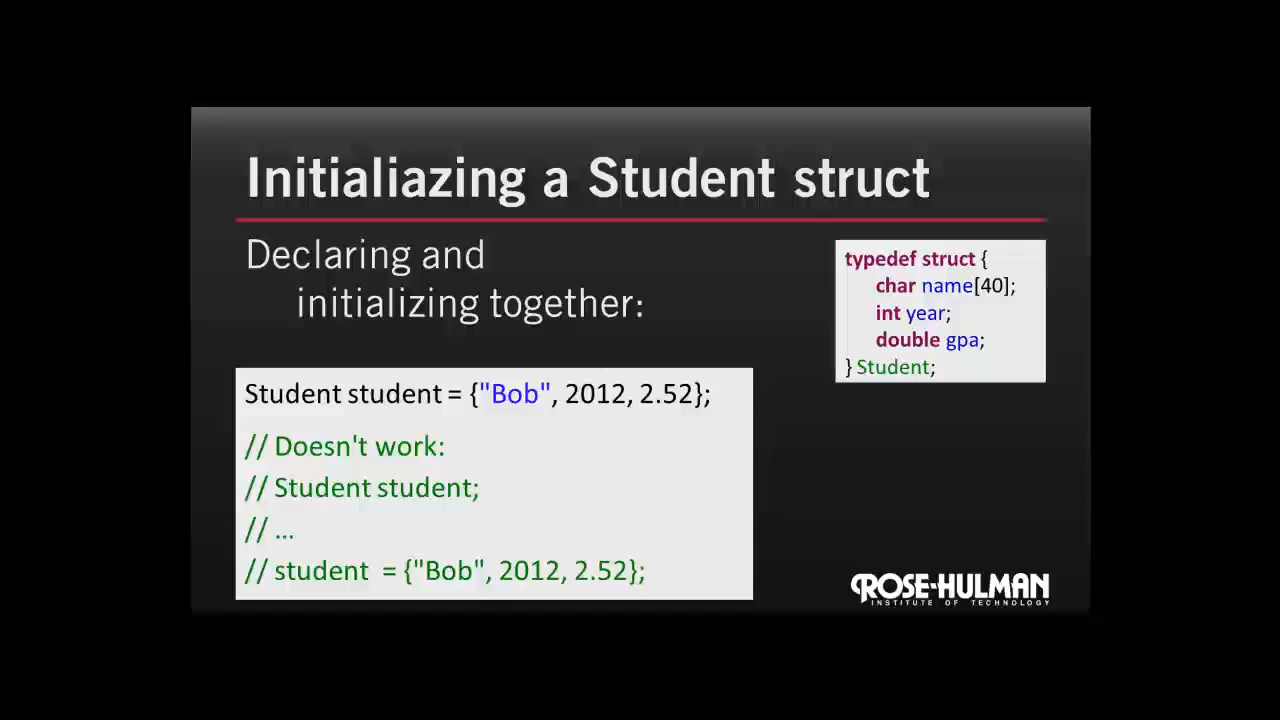 Initialiazing a Student struct
Declaring and
initializing together:
typedef struct {
char name[40];
int year;
double gpa;
} Student;
Student student = {"Bob", 2012, 2.52};
// Doesn't work:
// Student student;
// ...
// student = {"Bob", 2012, 2.52};
ROSE-HULMAN
INSTITUTE OF TECHNOLOGY